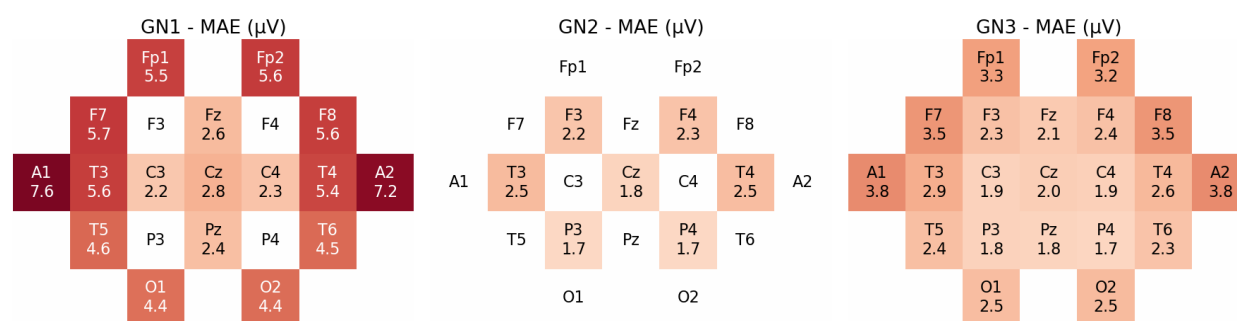 GN1 - MAE (µV)
Fp1
5.5
Fp2
5.6
F7
5.7
F3
Fz
2.6
F4
F8
5.6
A1
7.6
T3
5.6
C3
2.2
Cz
2.8
C4
2.3
T4
5.4
A2
7.2
T5
4.6
P3
Pz
2.4
P4
T6
4.5
O1
4.4
O2
4.4
GN2 - MAE (µV)
Fp1
Fp2
F7
F3
2.2
Fz
F4
2.3
F8
A1
T3
2.5
C3
Cz
1.8
C4
T4
2.5
A2
T5
P3
1.7
Pz
P4
1.7
T6
O1
O2
GN3 - MAE (µV)
Fp1
3.3
Fp2
3.2
F7
3.5
F3
2.3
Fz
2.1
F4
2.4
F8
3.5
A1
3.8
T3
2.9
C3
1.9
Cz
2.0
C4
1.9
T4
2.6
A2
3.8
T5
2.4
P3
1.8
Pz
1.8
P4
1.7
T6
2.3
O1
2.5
O2
2.5